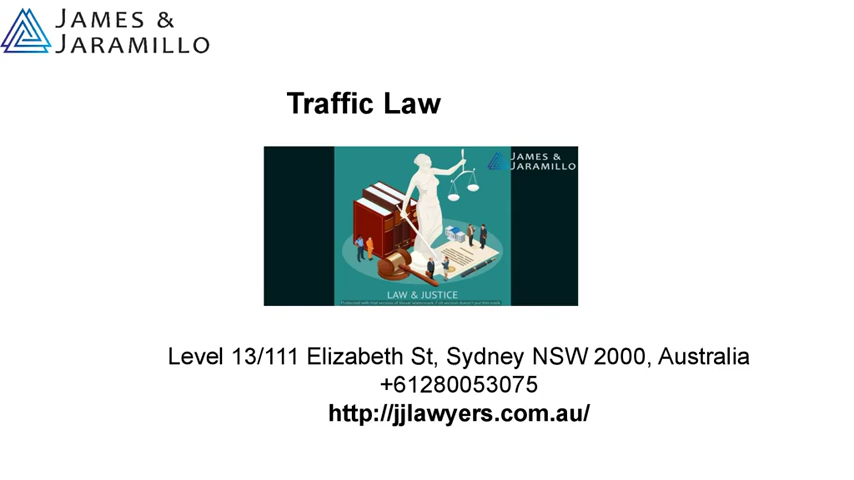 JAMES &
JARAMILLO
Traffic Law
JAMES &
JARAMILLO
LAW & JUSTICE
Level 13/111 Elizabeth St, Sydney NSW 2000, Australia
+61280053075
http://jjlawyers.com.au/